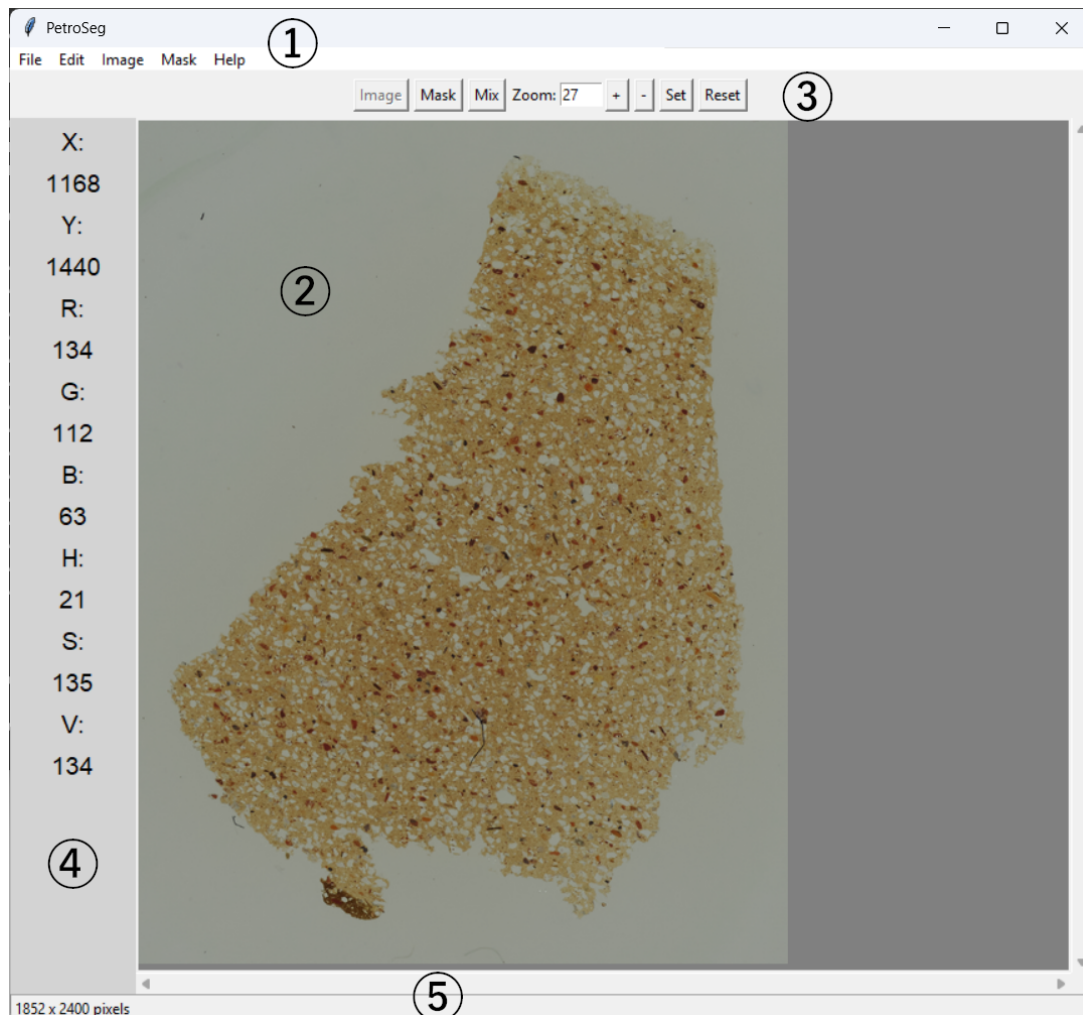 PetroSeg
①
File Edit Image Mask Help
Image Mask Mix Zoom: 27 + - Set Reset
③
X:
1168
Y:
1440
R:
134
G:
112
B:
63
H:
21
S:
135
V:
134
②
④
⑤
1852 x 2400 pixels